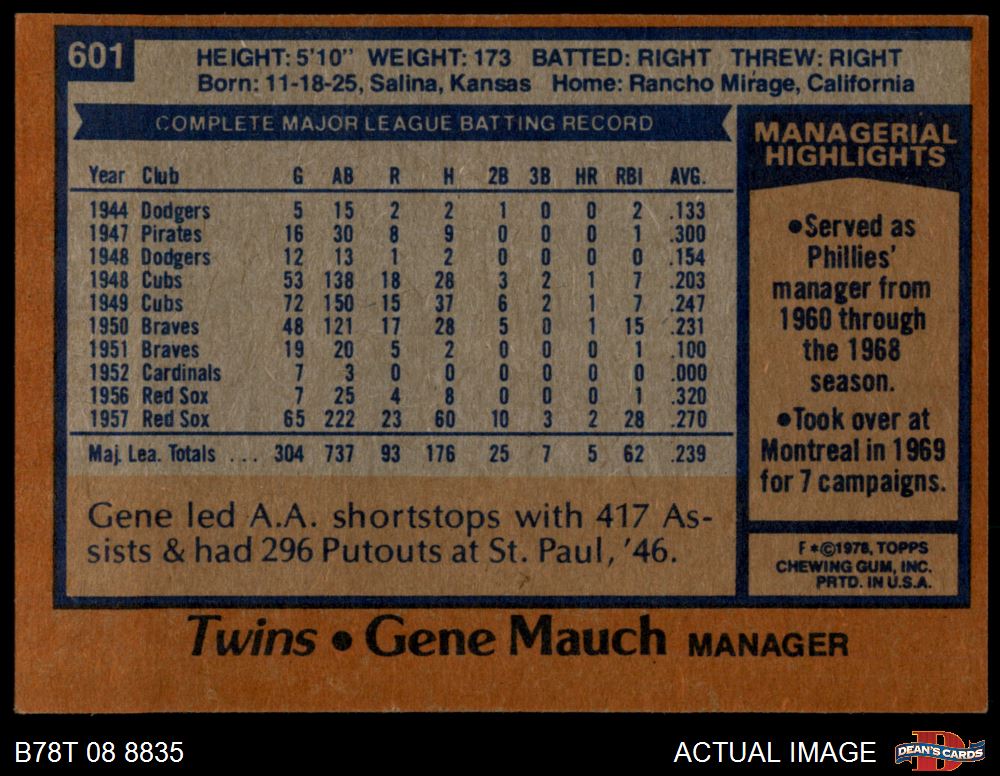 601
HEIGHT: 5'10" WEIGHT: 173 BATTED: RIGHT THREW: RIGHT
Born: 11-18-25, Salina, Kansas Home: Rancho Mirage, California
COMPLETE MAJOR LEAGUE BATTING RECORD
Year Club G AB R H 2B 3B HR RBI AVG.
1944 Dodgers 5 15 2 2 1 0 0 2 .133
1947 Pirates 16 30 8 9 0 0 0 1 .300
1948 Dodgers 12 13 1 2 0 0 0 0 .154
1948 Cubs 53 138 18 28 3 2 1 7 .203
1949 Cubs 72 150 15 37 6 2 1 7 .247
1950 Braves 48 121 17 28 5 0 1 15 .231
1951 Braves 19 20 5 2 0 0 0 1 .100
1952 Cardinals 7 3 0 0 0 0 0 0 .000
1956 Red Sox 7 25 4 8 0 0 0 1 .320
1957 Red Sox 65 222 23 60 10 3 2 28 .270
Maj. Lea. Totals ... 304 737 93 176 25 7 5 62 .239
Gene led A.A. shortstops with 417 As-
sists & had 296 Putouts at St. Paul, '46.
MANAGERIAL
HIGHLIGHTS
•Served as
Phillies'
manager from
1960 through
the 1968
season.
•Took over at
Montreal in 1969
for 7 campaigns.
F*©1978, TOPPS
CHEWING GUM, INC.
PRTD. IN U.S.A.
Twins • Gene Mauch MANAGER
B78T 08 8835
ACTUAL IMAGE
D
DEAN'S CARDS